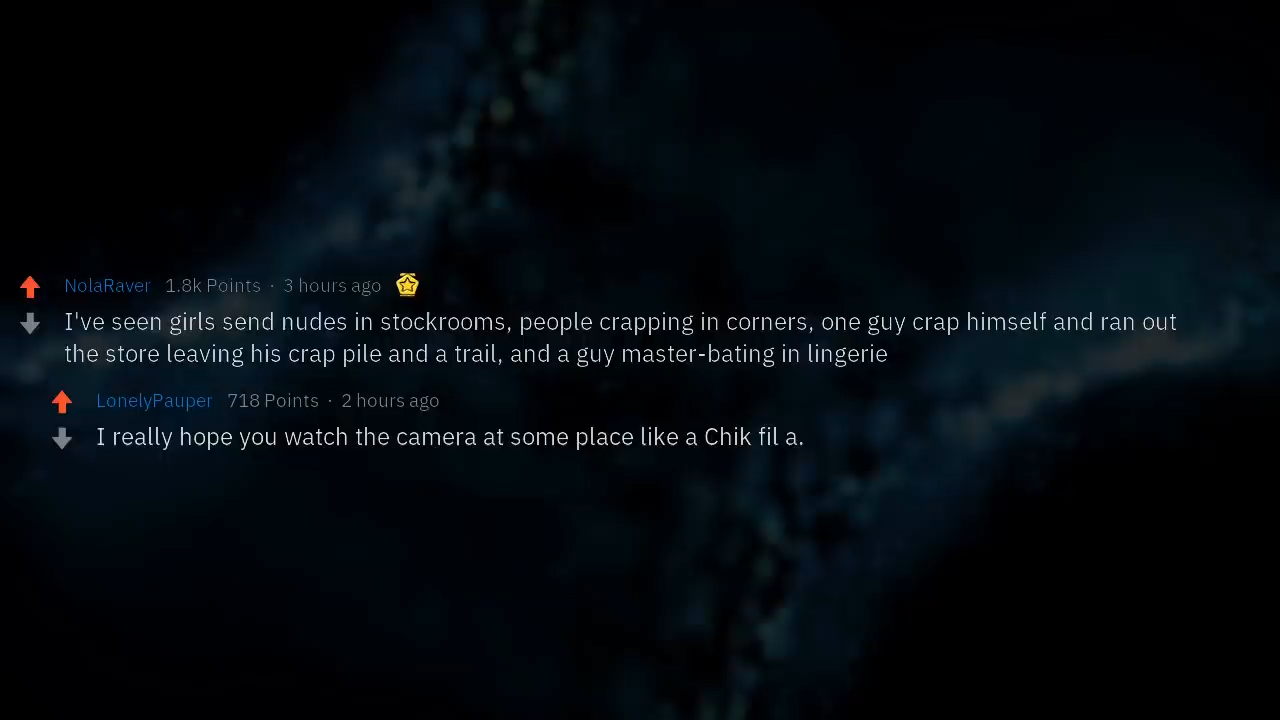 NolaRaver 1.8k Points · 3 hours ago
I've seen girls send nudes in stockrooms, people crapping in corners, one guy crap himself and ran out
the store leaving his crap pile and a trail, and a guy master-bating in lingerie
LonelyPauper 718 Points · 2 hours ago
I really hope you watch the camera at some place like a Chik fil a.